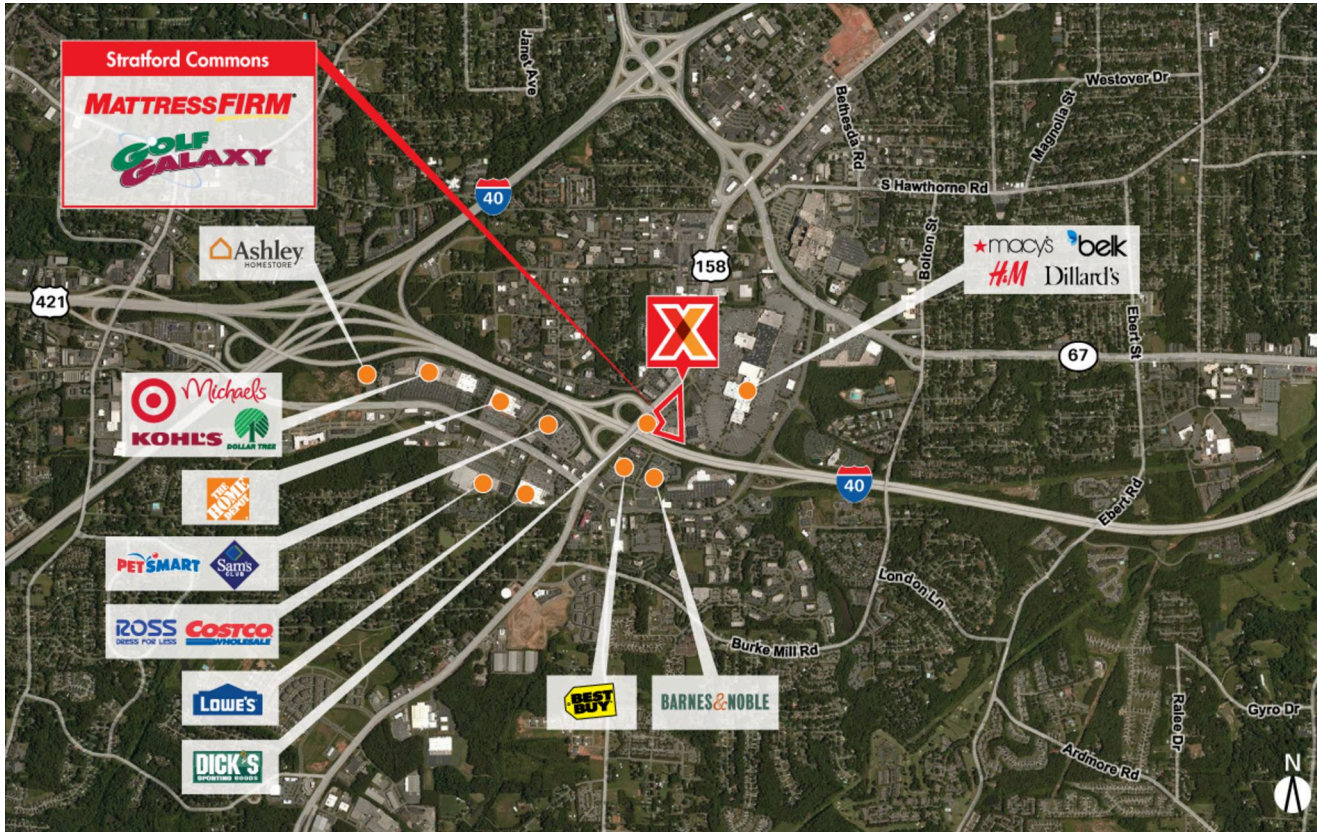 Stratford Commons
MATTRESSFIRM
GOLF
GALAXY
Janet Ave
Bethesda Rd
Westover Dr
Magnolia St
S Hawthorne Rd
40
Bolton St
Ashley
HOMESTORE
158
macy's belk
H&M Dillard's
421
Ebert St
67
Michaels
KOHL'S
DOLLAR TREE
X
THE
HOME
DEPOT
40
Ebert Rd
PETSMART
Sam's
CLUB
London Ln
ROSS
DRESS FOR LESS
COSTCO
WHOLESALE
Burke Mill Rd
LOWE'S
BEST
BUY
BARNES&NOBLE
Ralee Dr
Gyro Dr
Ardmore Rd
DICK'S
SPORTING GOODS
N